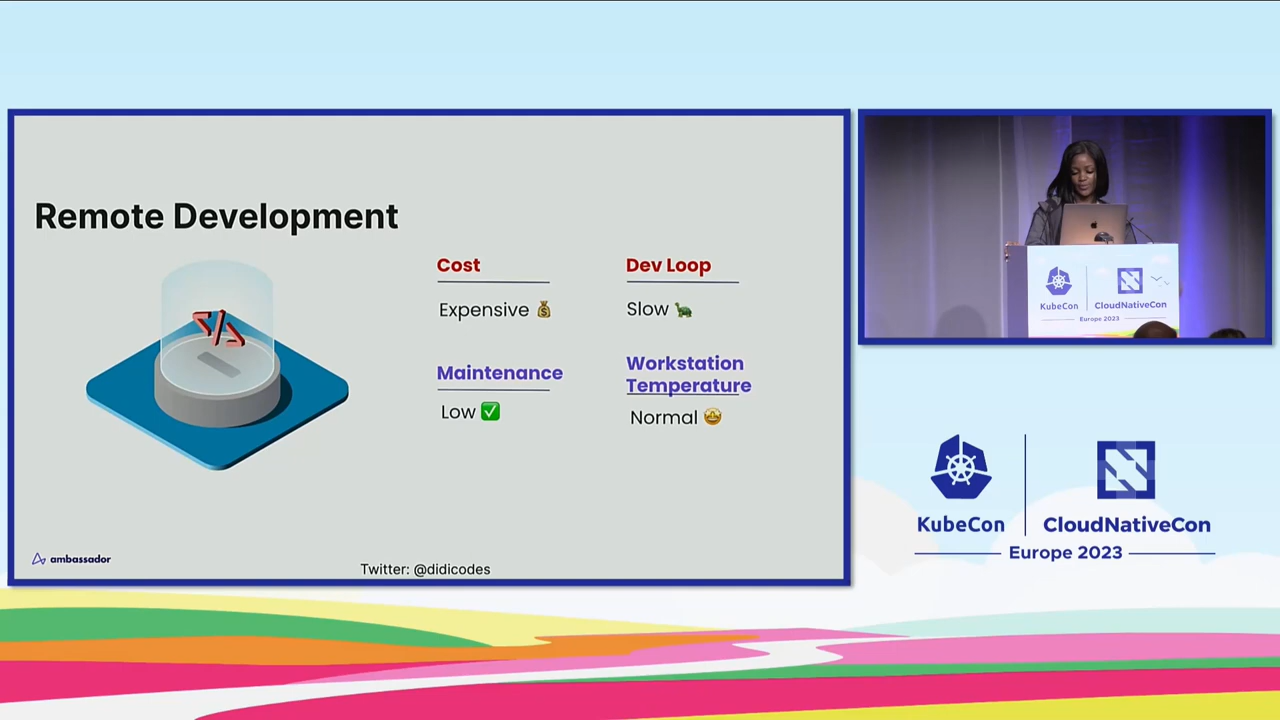 Remote Development
Cost
Expensive 💰
Dev Loop
Slow 🐢
Maintenance
Low ✅
Workstation
Temperature
Normal 🤩
ambassador
Twitter: @didicodes
KubeCon
CloudNativeCon
Europe 2023
KubeCon
CloudNativeCon
Europe 2023